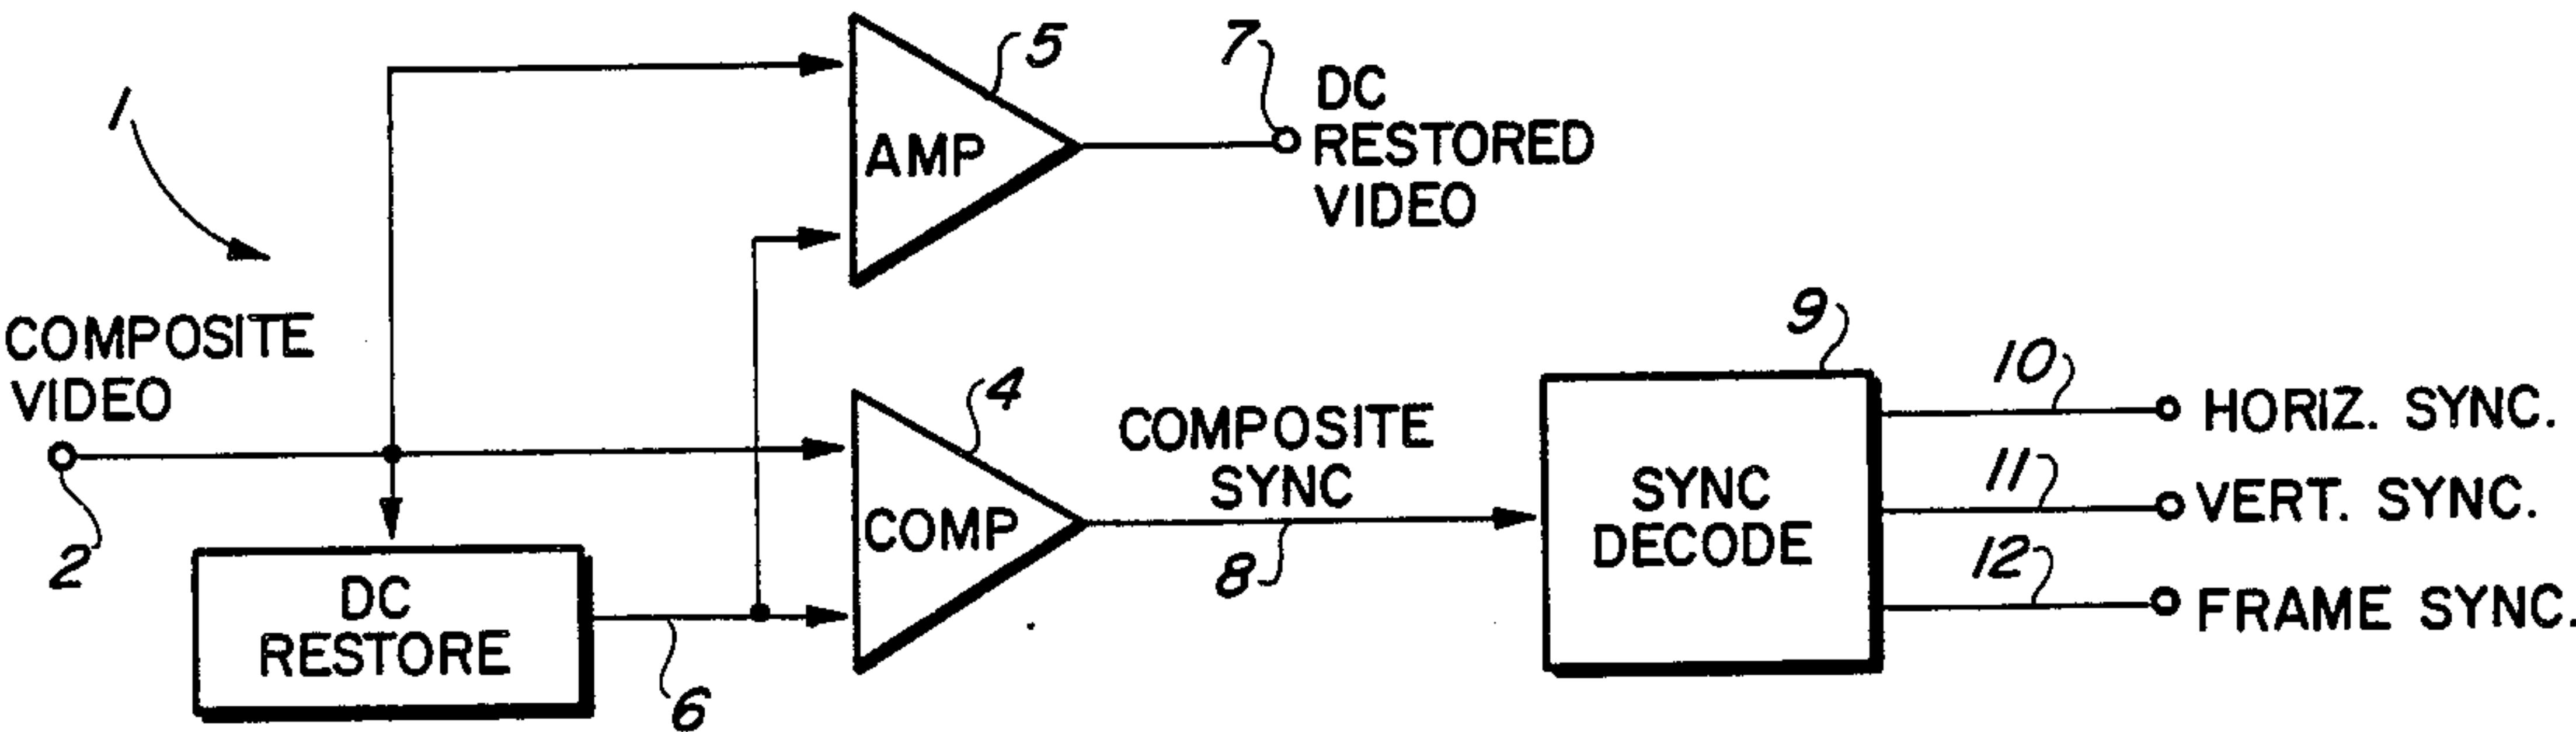 1
5
7
DC
RESTORED
VIDEO
AMP
COMPOSITE
VIDEO
2
DC
RESTORE
6
4
COMP
COMPOSITE
SYNC
8
9
SYNC
DECODE
10
HORIZ. SYNC.
11
VERT. SYNC.
12
FRAME SYNC.